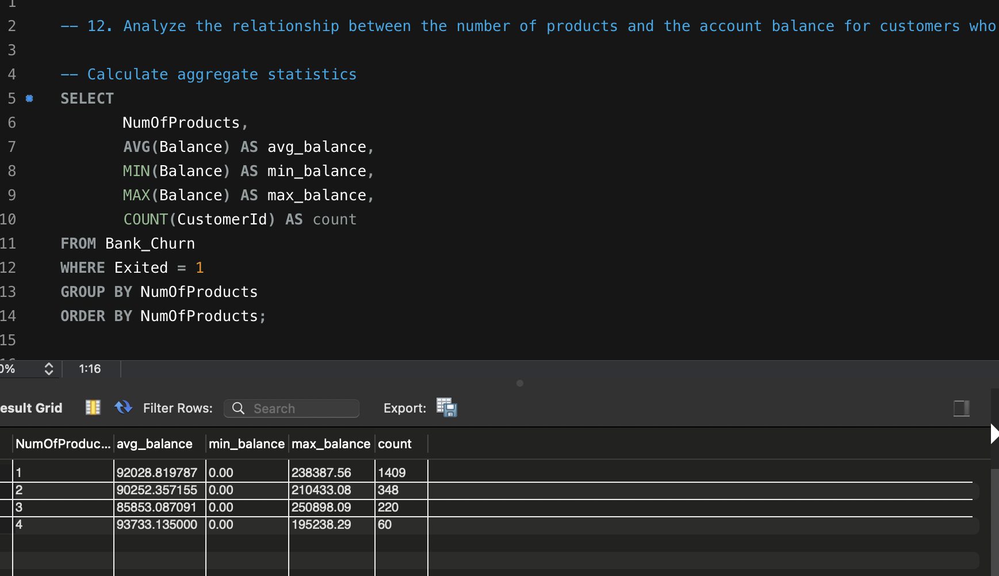 1
2 -- 12. Analyze the relationship between the number of products and the account balance for customers who
3
4 -- Calculate aggregate statistics
5 SELECT
6 NumOfProducts,
7 AVG(Balance) AS avg_balance,
8 MIN(Balance) AS min_balance,
9 MAX(Balance) AS max_balance,
10 COUNT(CustomerId) AS count
11 FROM Bank_Churn
12 WHERE Exited = 1
13 GROUP BY NumOfProducts
14 ORDER BY NumOfProducts;
15
0% 1:16
esult Grid Filter Rows: Search Export:
NumOfProduc... avg_balance min_balance max_balance count
1 92028.819787 0.00 238387.56 1409
2 90252.357155 0.00 210433.08 348
3 85853.087091 0.00 250898.09 220
4 93733.135000 0.00 195238.29 60